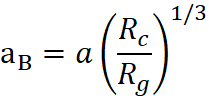 a_B = a (R_c / R_g)^{1/3}